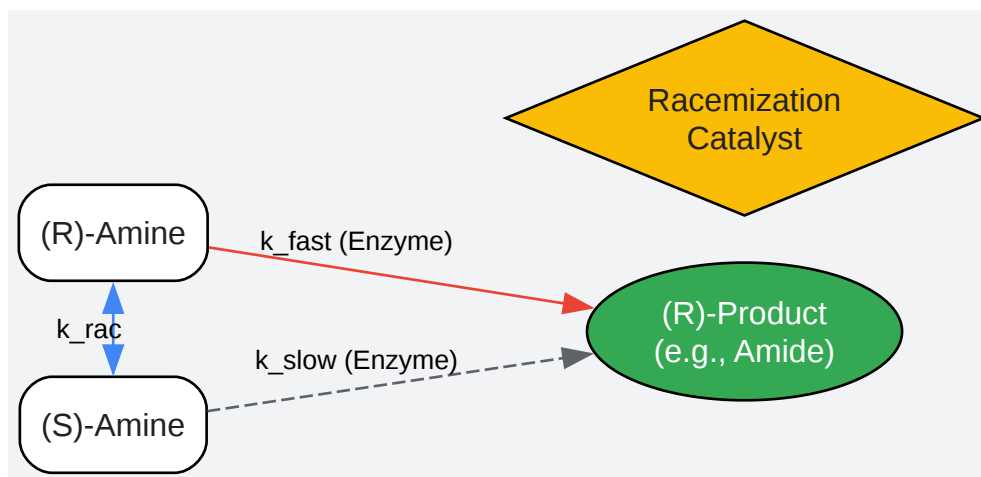 Racemization
Catalyst
(R)-Amine
k_fast (Enzyme)
(R)-Product
(e.g., Amide)
k_rac
k_slow (Enzyme)
(S)-Amine